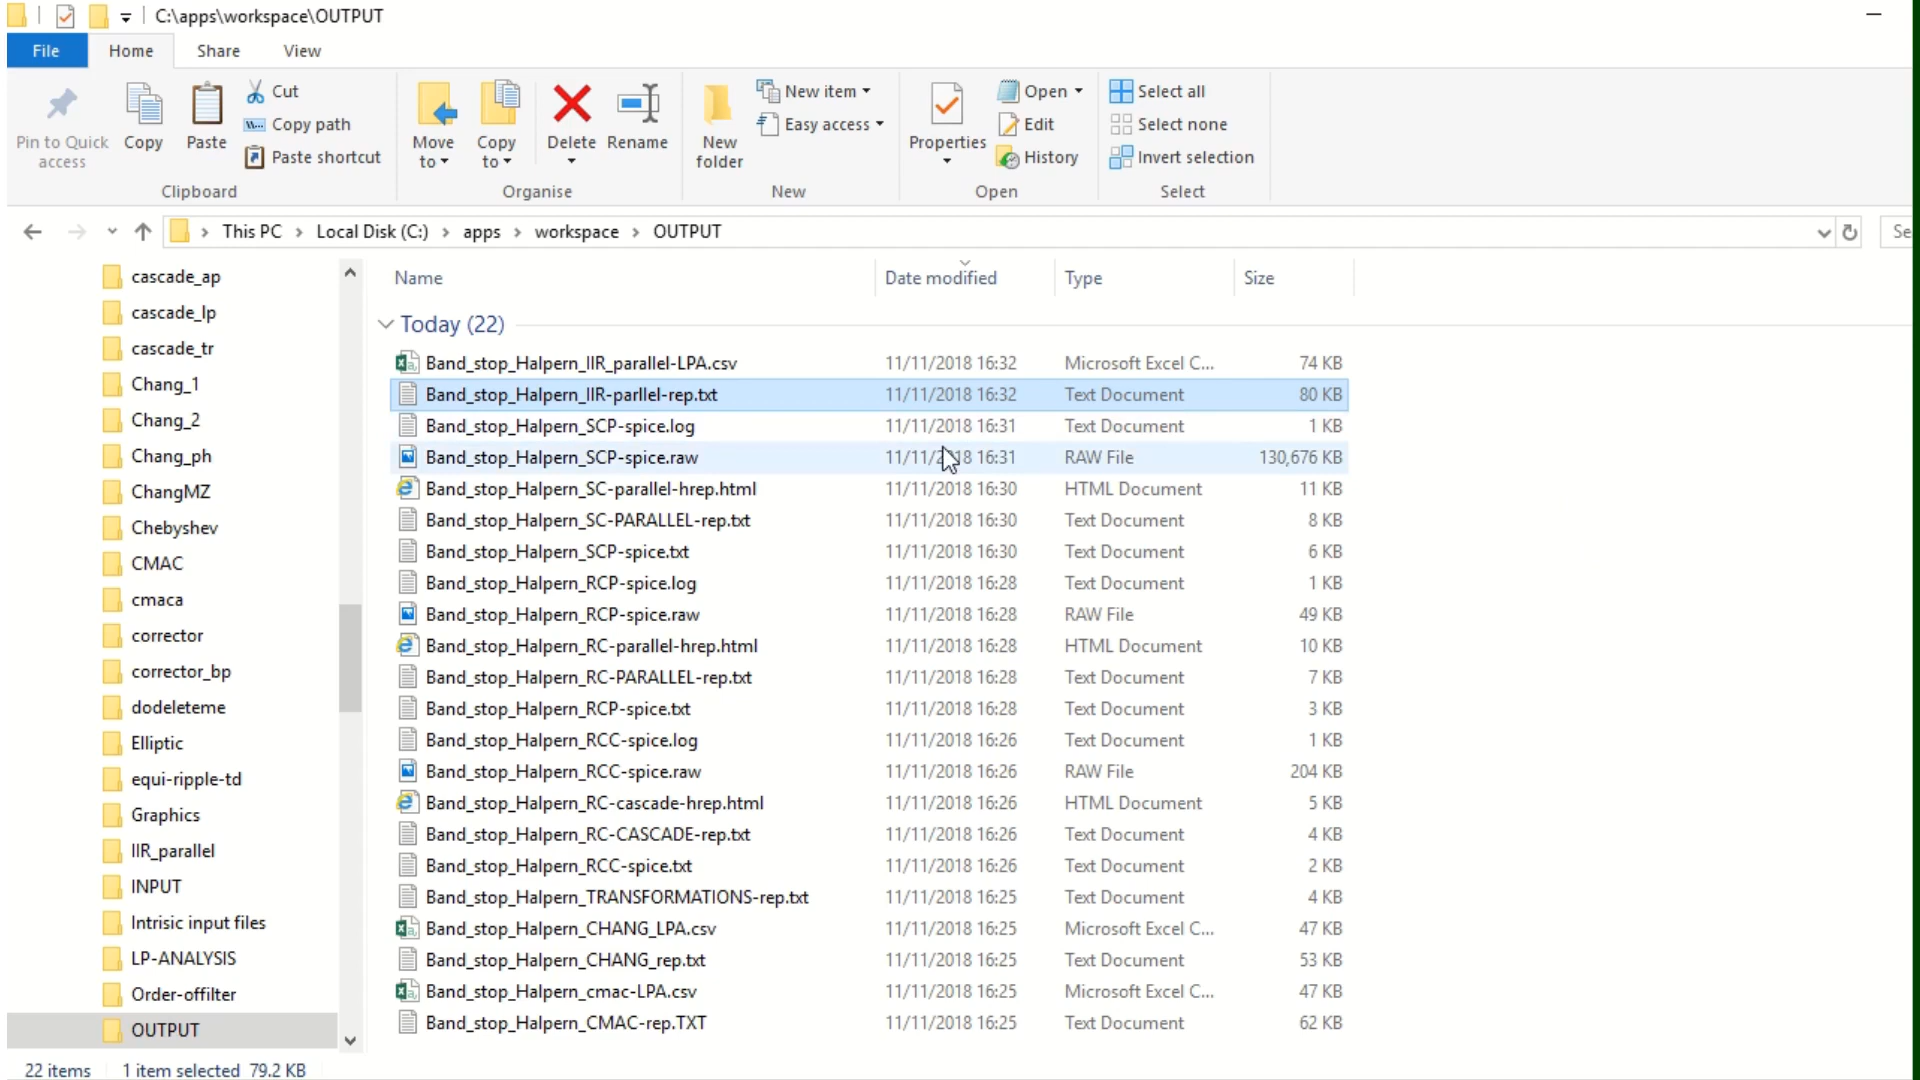 C:\apps\workspace\OUTPUT
File Home Share View
Pin to Quick access
Copy
Paste
Cut
Copy path
Paste shortcut
Clipboard
Move to
Copy to
Delete
Rename
Organise
New folder
New item
Easy access
New
Properties
Open
Edit
History
Open
Select all
Select none
Invert selection
Select
This PC > Local Disk (C:) > apps > workspace > OUTPUT
Se
cascade_ap
cascade_lp
cascade_tr
Chang_1
Chang_2
Chang_ph
ChangMZ
Chebyshev
CMAC
cmaca
corrector
corrector_bp
dodeleteme
Elliptic
equi-ripple-td
Graphics
IIR_parallel
INPUT
Intrisic input files
LP-ANALYSIS
Order-offilter
OUTPUT
Name Date modified Type Size
Today (22)
Band_stop_Halpern_IIR_parallel-LPA.csv 11/11/2018 16:32 Microsoft Excel C... 74 KB
Band_stop_Halpern_IIR-parllel-rep.txt 11/11/2018 16:32 Text Document 80 KB
Band_stop_Halpern_SCP-spice.log 11/11/2018 16:31 Text Document 1 KB
Band_stop_Halpern_SCP-spice.raw 11/11/2018 16:31 RAW File 130,676 KB
Band_stop_Halpern_SC-parallel-hrep.html 11/11/2018 16:30 HTML Document 11 KB
Band_stop_Halpern_SC-PARALLEL-rep.txt 11/11/2018 16:30 Text Document 8 KB
Band_stop_Halpern_SCP-spice.txt 11/11/2018 16:30 Text Document 6 KB
Band_stop_Halpern_RCP-spice.log 11/11/2018 16:28 Text Document 1 KB
Band_stop_Halpern_RCP-spice.raw 11/11/2018 16:28 RAW File 49 KB
Band_stop_Halpern_RC-parallel-hrep.html 11/11/2018 16:28 HTML Document 10 KB
Band_stop_Halpern_RC-PARALLEL-rep.txt 11/11/2018 16:28 Text Document 7 KB
Band_stop_Halpern_RCP-spice.txt 11/11/2018 16:28 Text Document 3 KB
Band_stop_Halpern_RCC-spice.log 11/11/2018 16:26 Text Document 1 KB
Band_stop_Halpern_RCC-spice.raw 11/11/2018 16:26 RAW File 204 KB
Band_stop_Halpern_RC-cascade-hrep.html 11/11/2018 16:26 HTML Document 5 KB
Band_stop_Halpern_RC-CASCADE-rep.txt 11/11/2018 16:26 Text Document 4 KB
Band_stop_Halpern_RCC-spice.txt 11/11/2018 16:26 Text Document 2 KB
Band_stop_Halpern_TRANSFORMATIONS-rep.txt 11/11/2018 16:25 Text Document 4 KB
Band_stop_Halpern_CHANG_LPA.csv 11/11/2018 16:25 Microsoft Excel C... 47 KB
Band_stop_Halpern_CHANG_rep.txt 11/11/2018 16:25 Text Document 53 KB
Band_stop_Halpern_cmac-LPA.csv 11/11/2018 16:25 Microsoft Excel C... 47 KB
Band_stop_Halpern_CMAC-rep.TXT 11/11/2018 16:25 Text Document 62 KB
22 items 1 item selected 79.2 KB